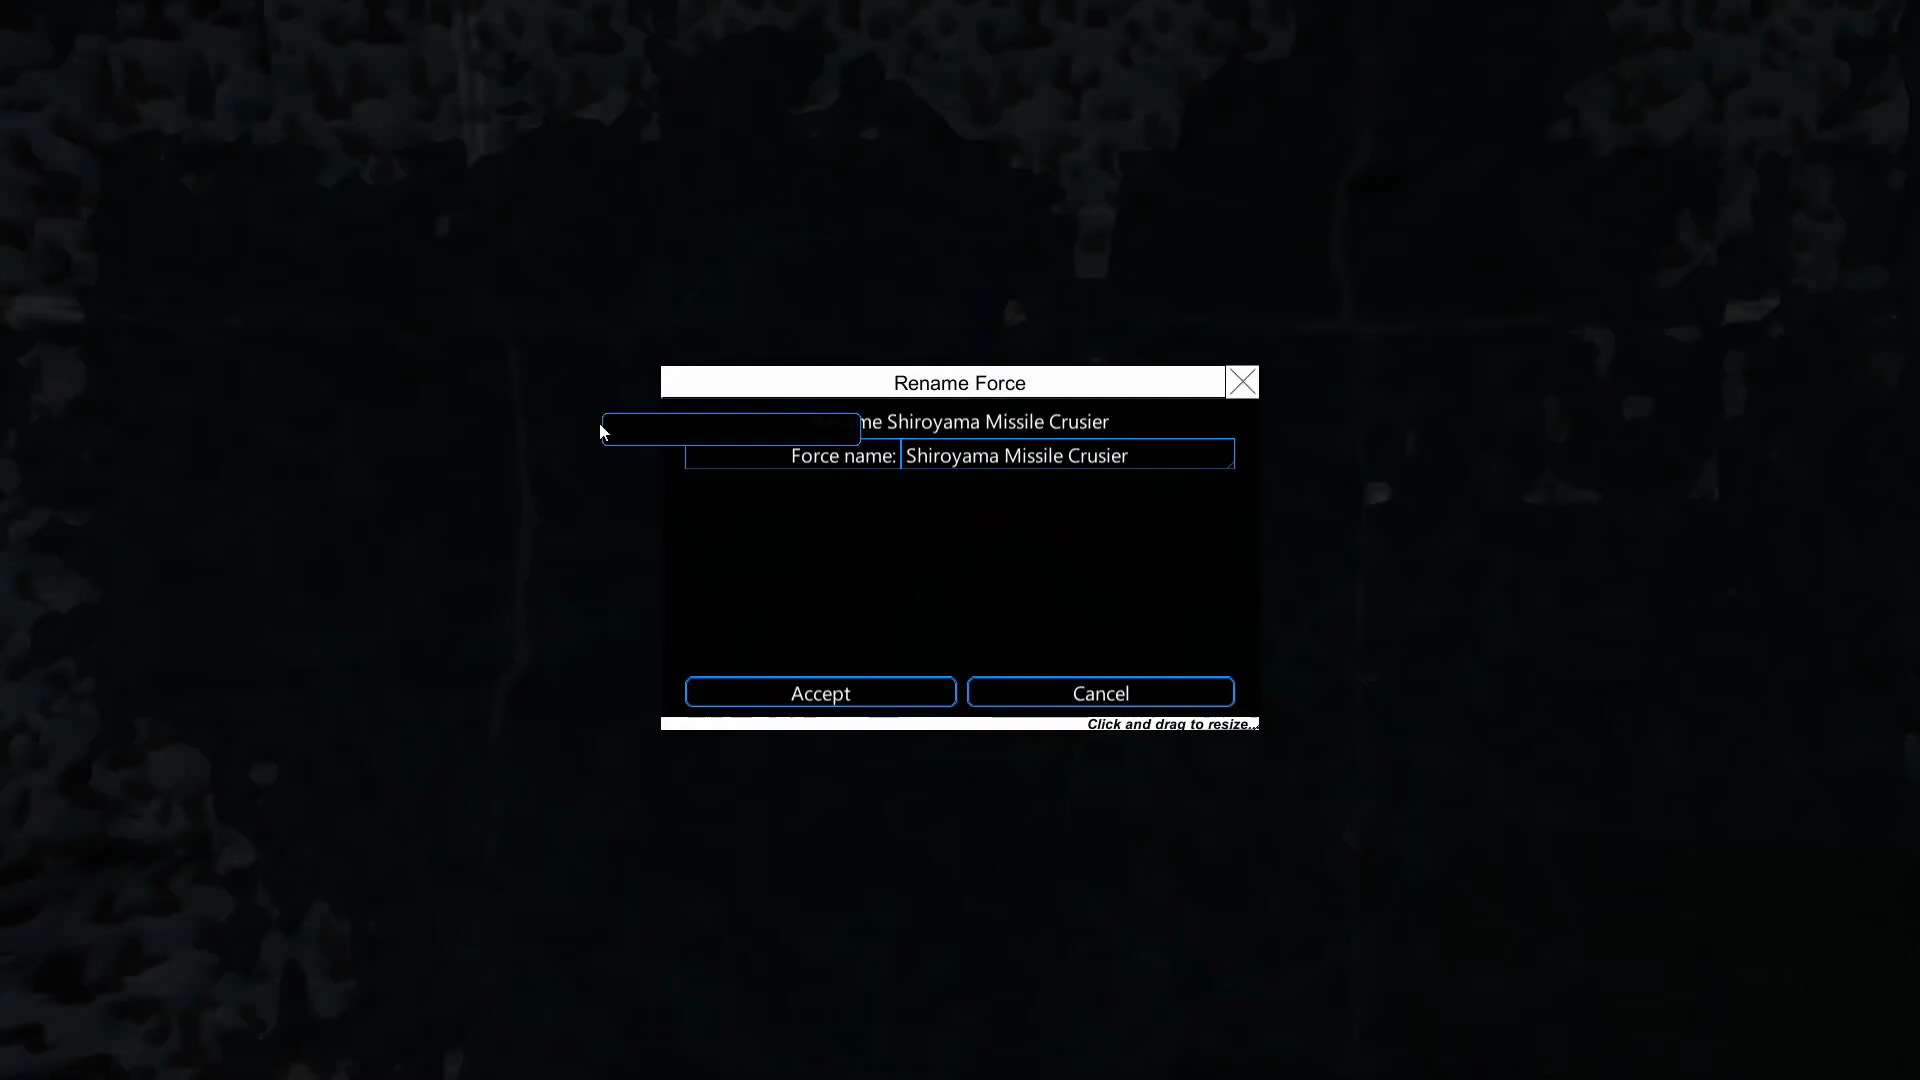 Rename Force
me Shiroyama Missile Crusier
Force name: Shiroyama Missile Crusier
Accept Cancel
Click and drag to resize...